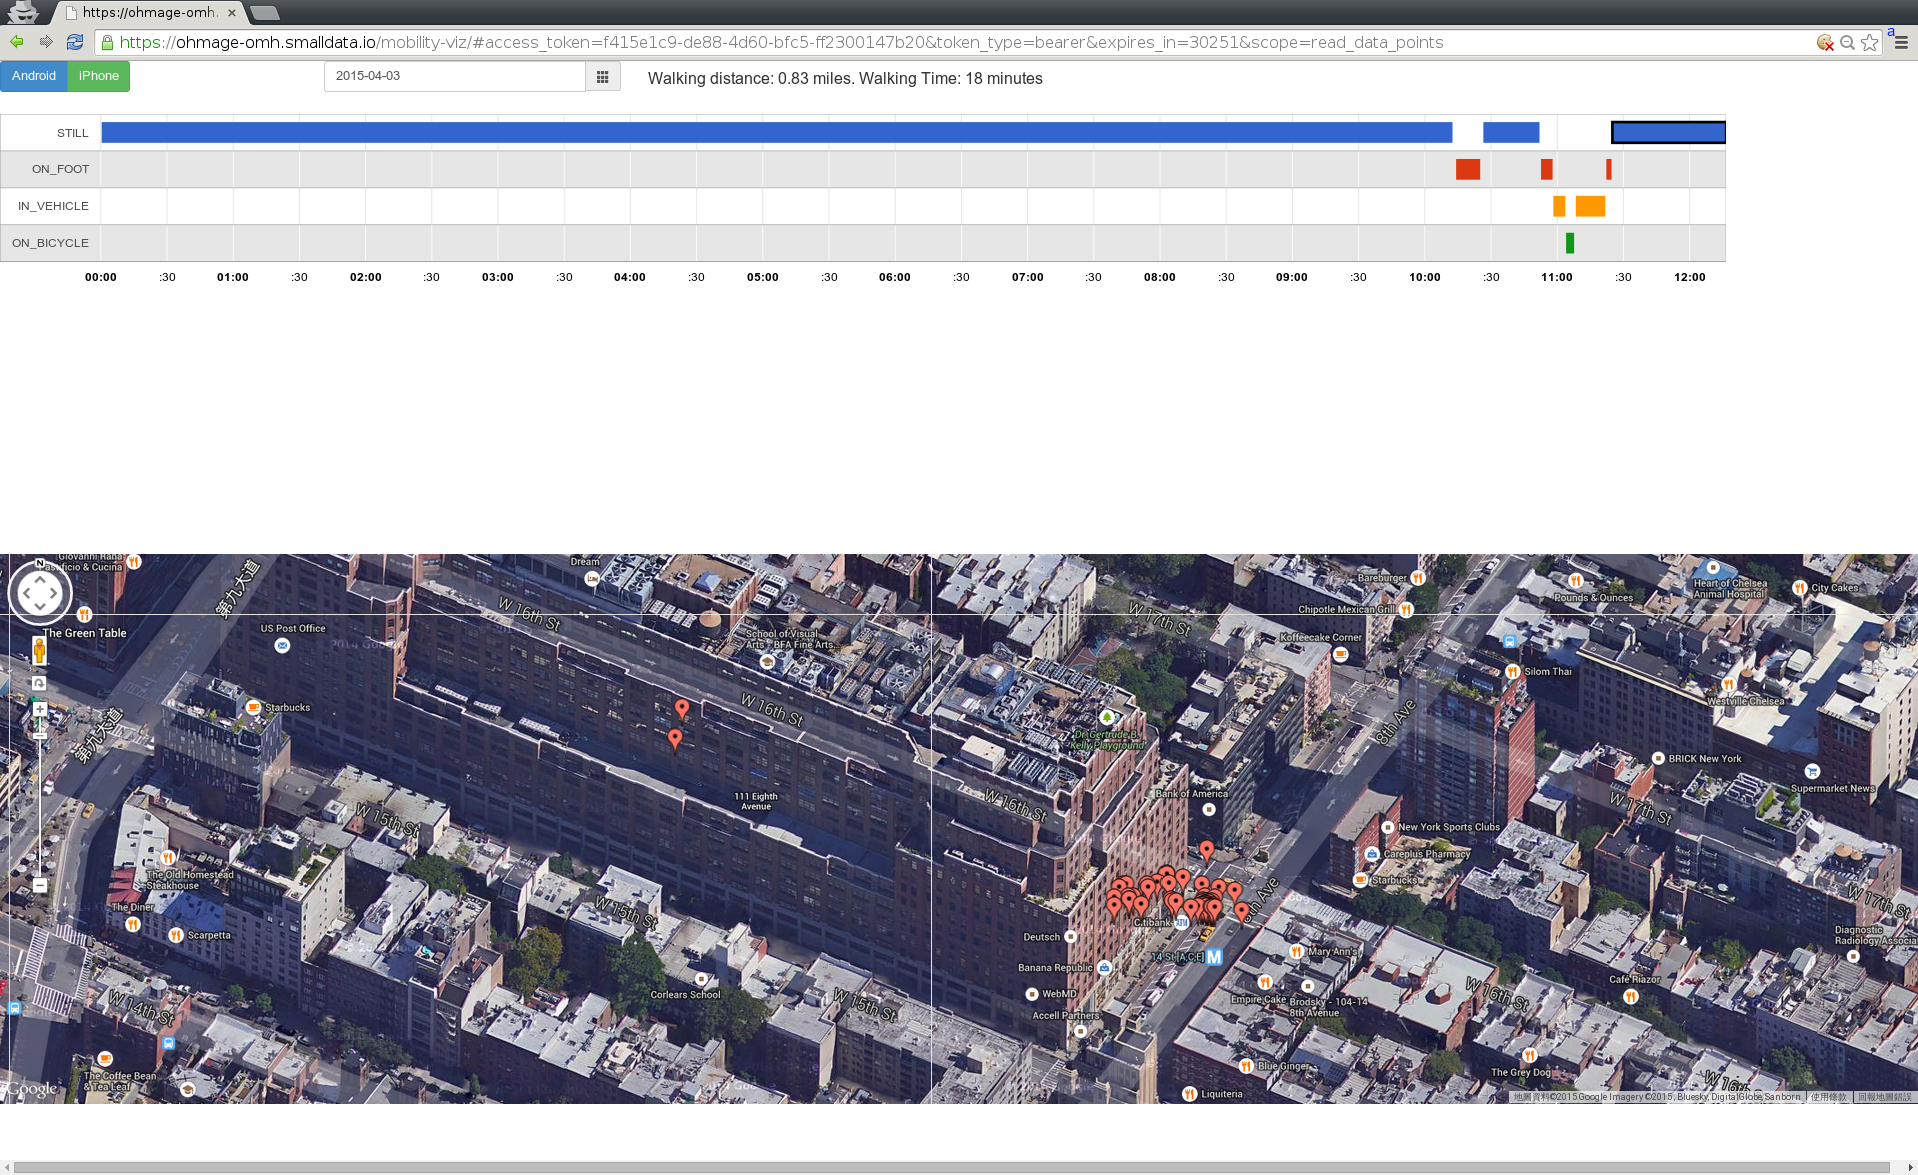 https://ohmage-omh.
https://ohmage-omh.smalldata.io/mobility-viz/#access_token=f415e1c9-de88-4d60-bfc5-ff2300147b20&token_type=bearer&expires_in=30251&scope=read_data_points
Android iPhone
2015-04-03
Walking distance: 0.83 miles. Walking Time: 18 minutes
STILL
ON_FOOT
IN_VEHICLE
ON_BICYCLE
00:00 :30 01:00 :30 02:00 :30 03:00 :30 04:00 :30 05:00 :30 06:00 :30 07:00 :30 08:00 :30 09:00 :30 10:00 :30 11:00 :30 12:00
Giovanni Rana
Pastificio & Cucina
N
第九大道
The Green Table
US Post Office
Dream
W 16th St
School of Visual
Arts - BFA Fine Arts...
W 17th St
Bareburger
Chipotle Mexican Grill
Koffeecake Corner
Pounds & Ounces
Heart of Chelsea
Animal Hospital
City Cakes
Silom Thai
Westville Chelsea
Starbucks
第九大道
W 16th St
Dr. Gertrude B.
Kelly Playground
8th Ave
BRICK New York
Supermarket News
111 Eighth
Avenue
W 15th St
W 16th St
Bank of America
W 17th St
New York Sports Clubs
Careplus Pharmacy
Starbucks
The Old Homestead
Steakhouse
The Diner
Scarpetta
W 15th St
Citibank
8th Ave
W 17th St
Deutsch
14 St [A,C,E]
M
Mary Ann's
Diagnostic
Radiology Associa
Banana Republic
WebMD
Corlears School
W 15th St
Accell Partners
Empire Cake
Brodsky - 104-14
8th Avenue
W 16th St
Café Riazor
W 14th St
The Coffee Bean
& Tea Leaf
Blue Ginger
The Grey Dog
Liquiteria
W 16th St
Google
地圖資料©2015 Google Imagery ©2015, Bluesky, DigitalGlobe, Sanborn
使用條款
回報地圖錯誤